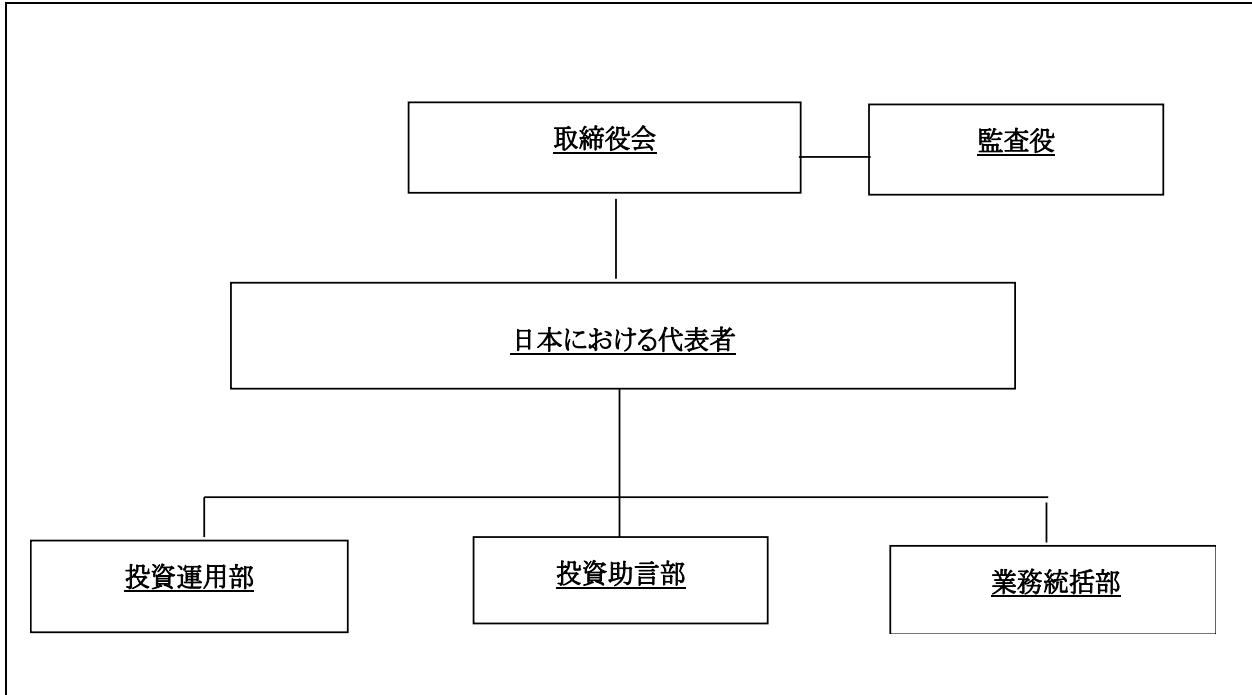 取締役会
監査役
日本における代表者
投資運用部
投資助言部
業務統括部